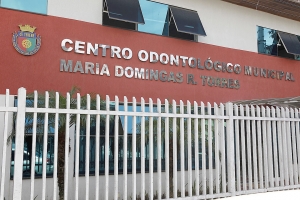 CENTRO ODONTOLÓGICO MUNICIPAL
MARIA DOMINGAS R. TORRES